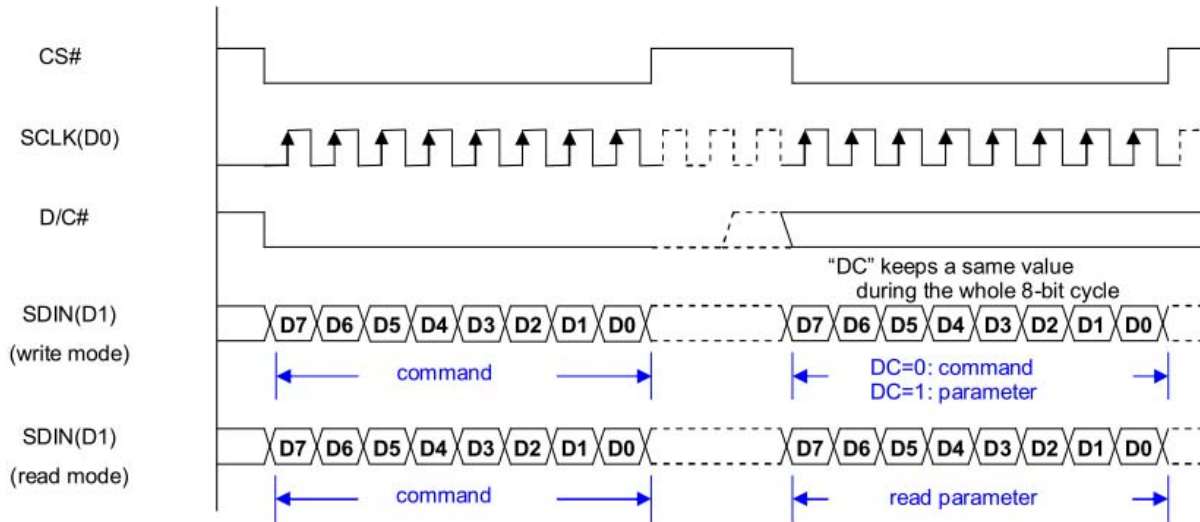 CS#
SCLK(D0)
D/C#
“DC” keeps a same value
during the whole 8-bit cycle
SDIN(D1)
(write mode)
D7 D6 D5 D4 D3 D2 D1 D0 D7 D6 D5 D4 D3 D2 D1 D0
command
DC=0: command
DC=1: parameter
SDIN(D1)
(read mode)
D7 D6 D5 D4 D3 D2 D1 D0 D7 D6 D5 D4 D3 D2 D1 D0
command
read parameter